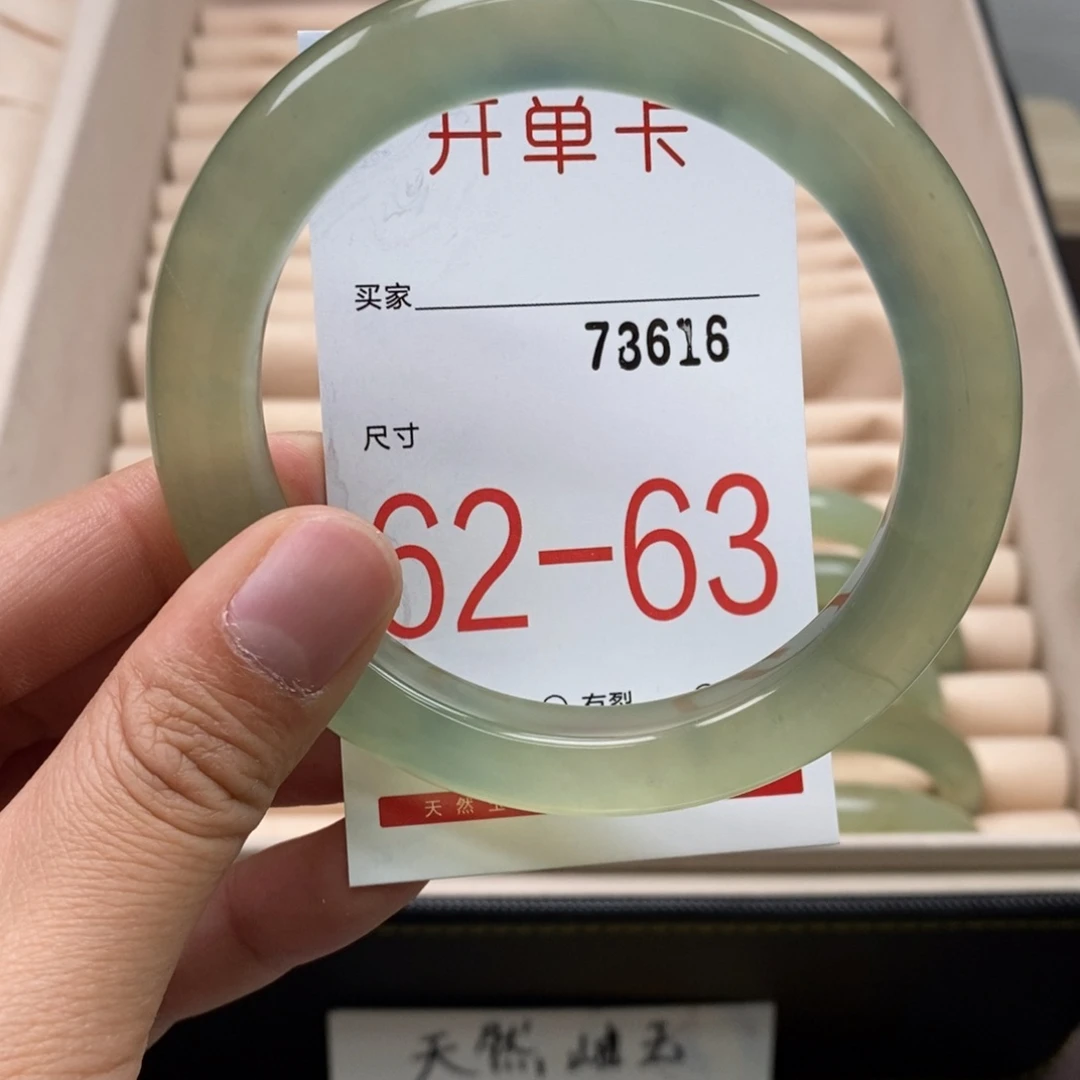 开单卡
买家
73616
尺寸
62-63
有裂
天然
天然岫玉